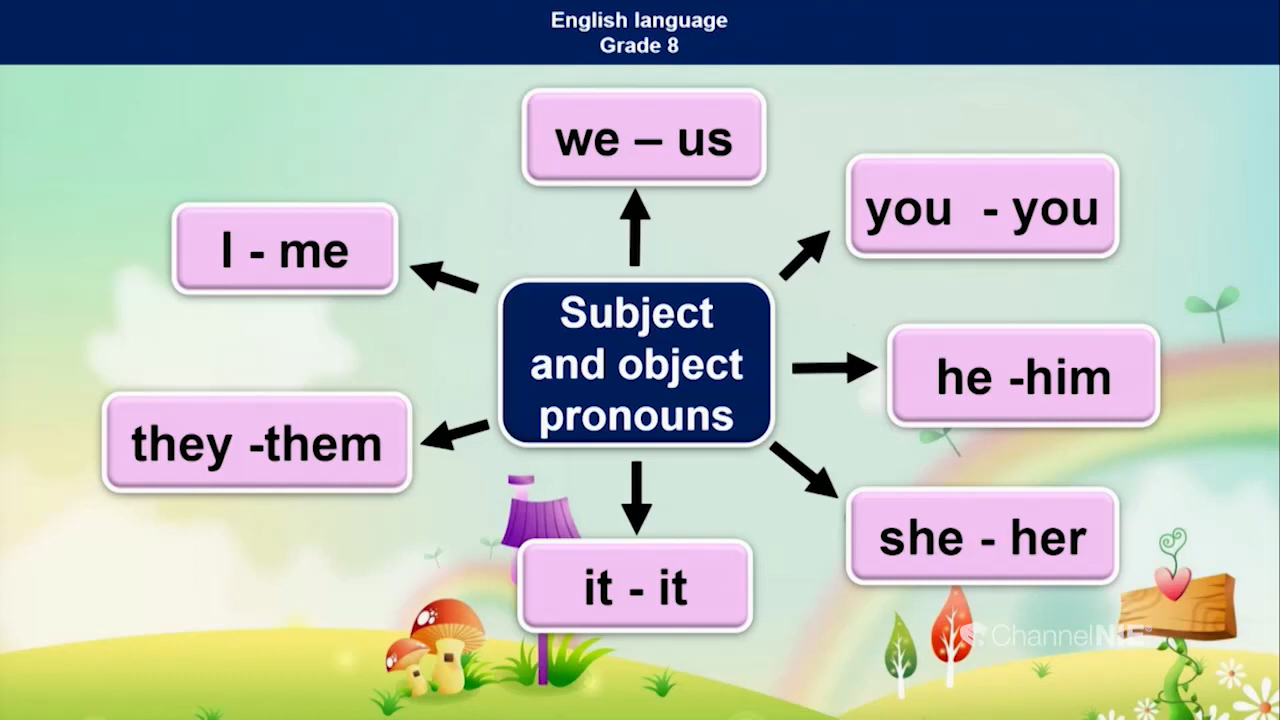 English language
Grade 8
we – us
you - you
I - me
Subject
and object
pronouns
he -him
they -them
she - her
it - it
ChannelNIE